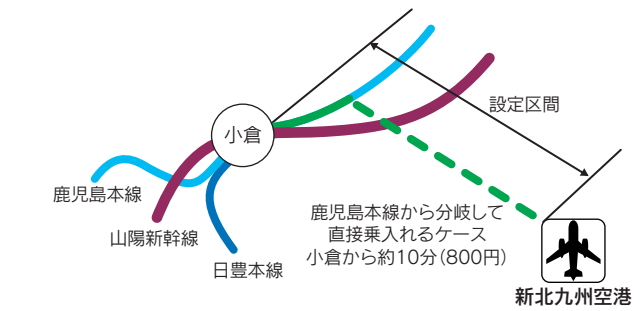 設定区間
小倉
鹿児島本線
山陽新幹線
日豊本線
鹿児島本線から分岐して
直接乗入れるケース
小倉から約10分(800円)
新北九州空港